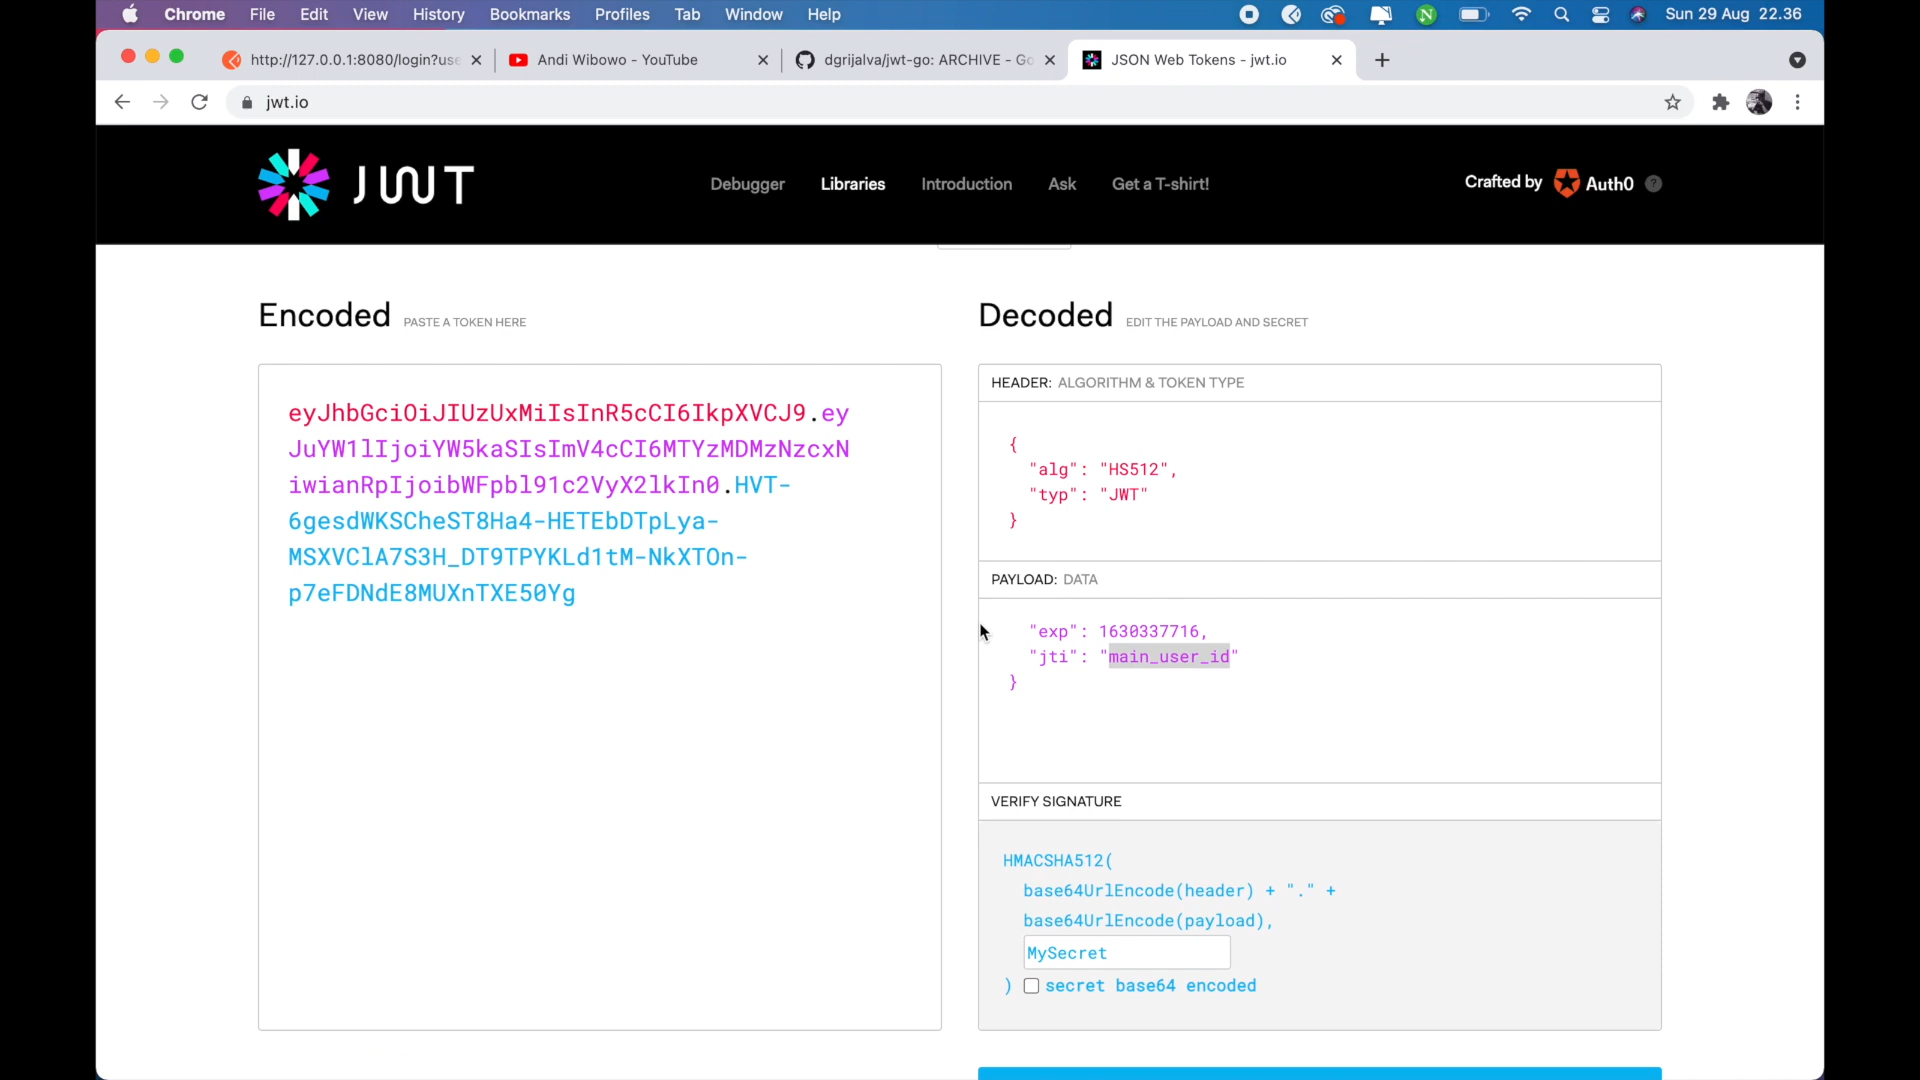 Chrome File Edit View History Bookmarks Profiles Tab Window Help Sun 29 Aug 22.36
http://127.0.0.1:8080/login?use Andi Wibowo - YouTube dgrijalva/jwt-go: ARCHIVE - Go JSON Web Tokens - jwt.io
jwt.io
JWT Debugger Libraries Introduction Ask Get a T-shirt! Crafted by Auth0 ?
Encoded PASTE A TOKEN HERE
eyJhbGciOiJIUzUxMiIsInR5cCI6IkpXVCJ9.ey
JuYW1lIjoiYW5kaSIsImV4cCI6MTYzMDMzNzcxN
iwianRpIjoibWFpbl91c2VyX2lkIn0.HVT-
6gesdWKSCheST8Ha4-HETEbDTpLya-
MSXVClA7S3H_DT9TPYKLd1tM-NkXTOn-
p7eFDNdE8MUXnTXE50Yg
Decoded EDIT THE PAYLOAD AND SECRET
HEADER: ALGORITHM & TOKEN TYPE
{
"alg": "HS512",
"typ": "JWT"
}
PAYLOAD: DATA
"exp": 1630337716,
"jti": "main_user_id"
}
VERIFY SIGNATURE
HMACSHA512(
base64UrlEncode(header) + "." +
base64UrlEncode(payload),
MySecret
) secret base64 encoded